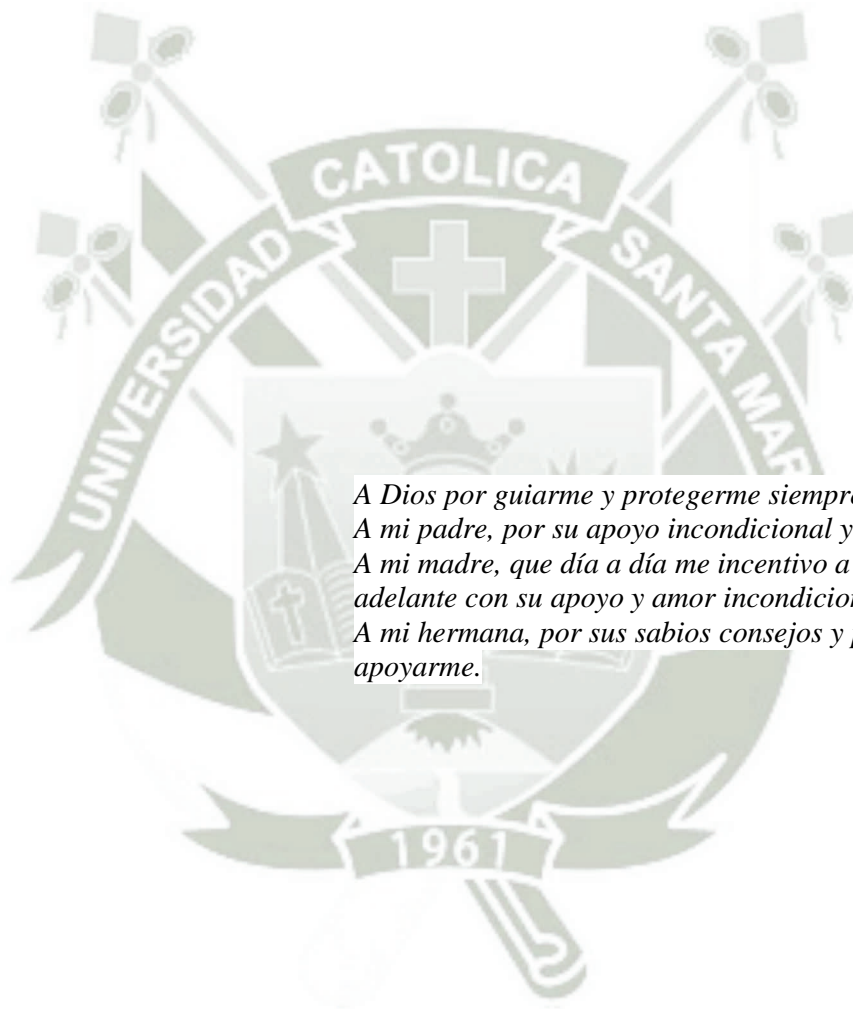 CATOLICA
UNIVERSIDAD
SANTA
A Dios por guiarme y protegerme siempre
A mi padre, por su apoyo incondicional y
A mi madre, que día a día me incentivo a
adelante con su apoyo y amor
A mi hermana, por sus sabios consejos y
apoyarme.
1961